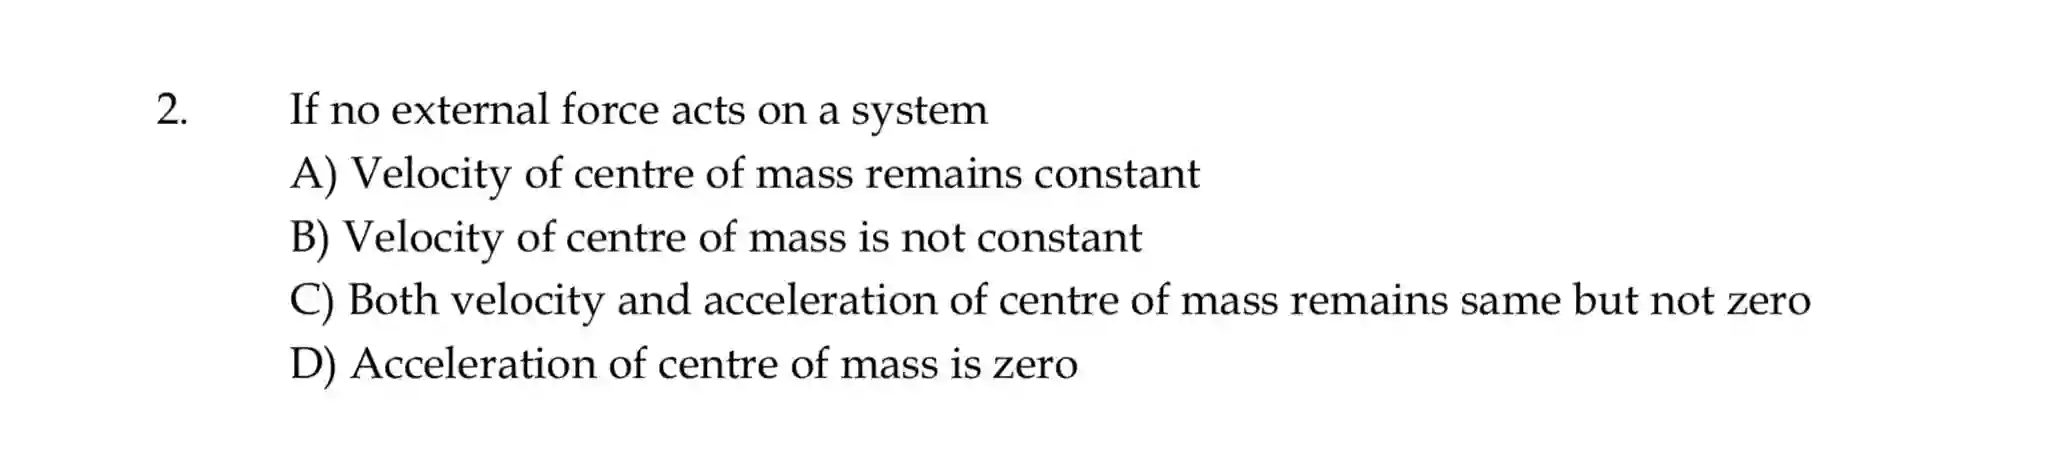 2. If no external force acts on a system
A) Velocity of centre of mass remains constant
B) Velocity of centre of mass is not constant
C) Both velocity and acceleration of centre of mass remains same but not zero
D) Acceleration of centre of mass is zero